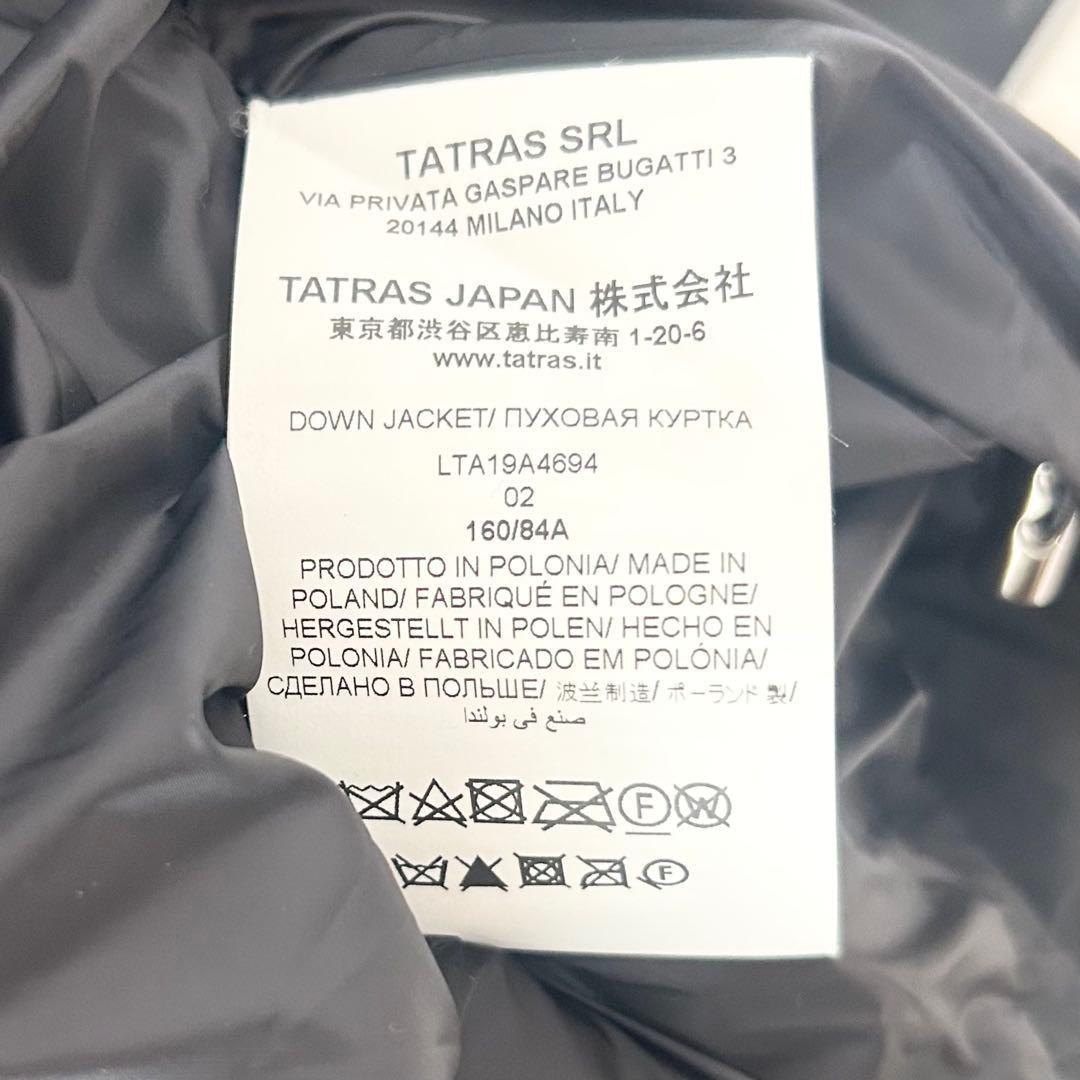 TATRAS SRL
VIA PRIVATA GASPARE BUGATTI 3
20144 MILANO ITALY
TATRAS JAPAN 株式会社
東京都渋谷区恵比寿南 1-20-6
www.tatras.it
DOWN JACKET/ ПУХОВАЯ КУРТКА
LTA19A4694
02
160/84A
PRODOTTO IN POLONIA/ MADE IN
POLAND/ FABRIQUÉ EN POLOGNE/
HERGESTELLT IN POLEN/ HECHO EN
POLONIA/ FABRICADO EM POLÓNIA/
СДЕЛАНО В ПОЛЬШЕ/ 波兰制造/ ポーランド 製/
صنع في بولندا
F W
F